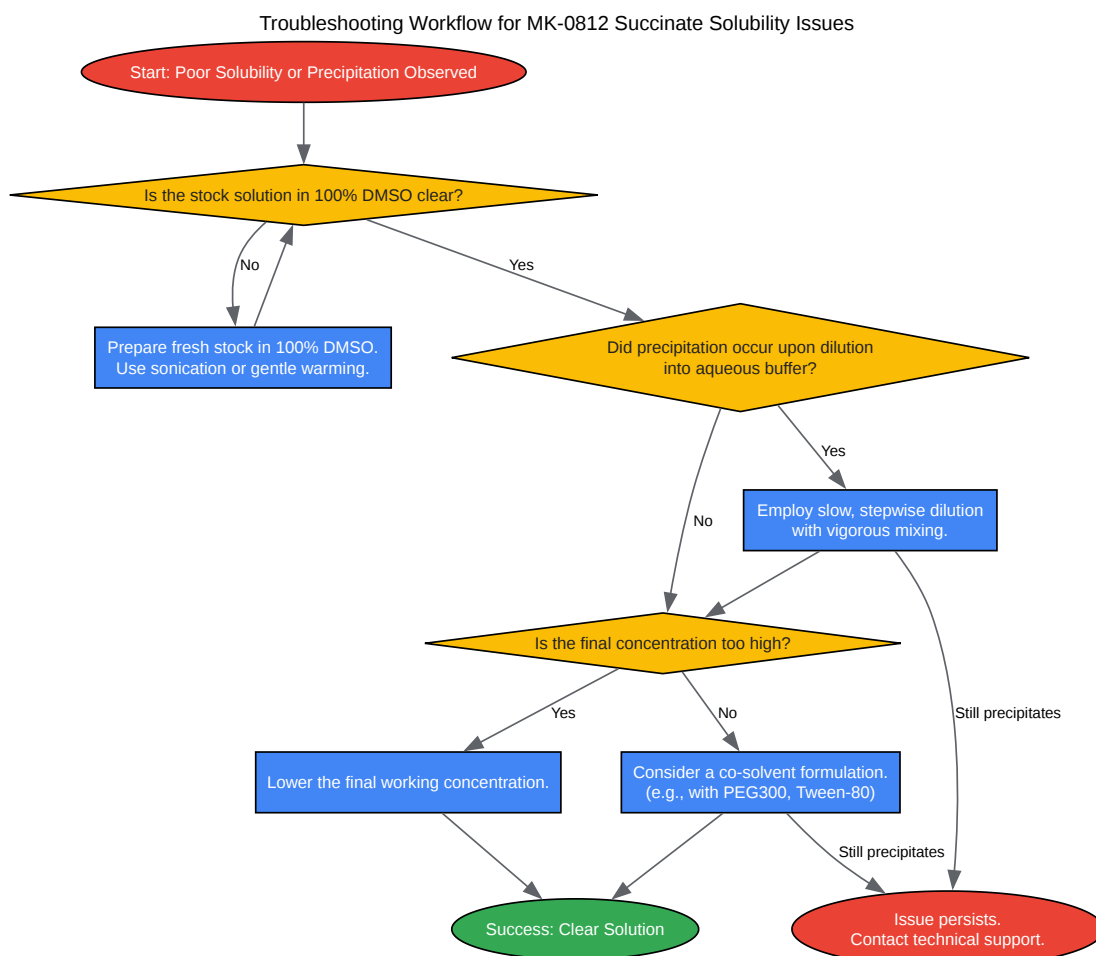 Troubleshooting Workflow for MK-0812 Succinate Solubility Issues
Start: Poor Solubility or Precipitation Observed
Is the stock solution in 100% DMSO clear?
No
Yes
Prepare fresh stock in 100% DMSO.
Use sonication or gentle warming.
Did precipitation occur upon dilution
into aqueous buffer?
Yes
No
Employ slow, stepwise dilution
with vigorous mixing.
Is the final concentration too high?
Yes
No
Still precipitates
Lower the final working concentration.
Consider a co-solvent formulation.
(e.g., with PEG300, Tween-80)
Still precipitates
Success: Clear Solution
Issue persists.
Contact technical support.